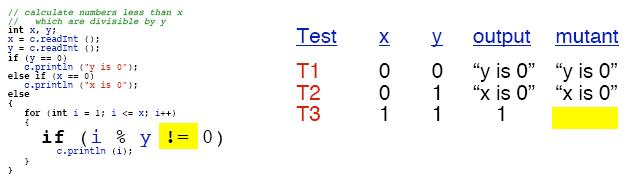 // calculate numbers less than x
// which are divisible by y
int x, y;
x = c.readInt ();
y = c.readInt ();
if (y == 0)
c.println ("y is 0");
else if (x == 0)
c.println ("x is 0");
else
{
for (int i = 1; i <= x; i++)
{
if (i % y != 0)
c.println (i);
}
}
Test x y output mutant
T1 0 0 “y is 0” “y is 0”
T2 0 1 “x is 0” “x is 0”
T3 1 1 1